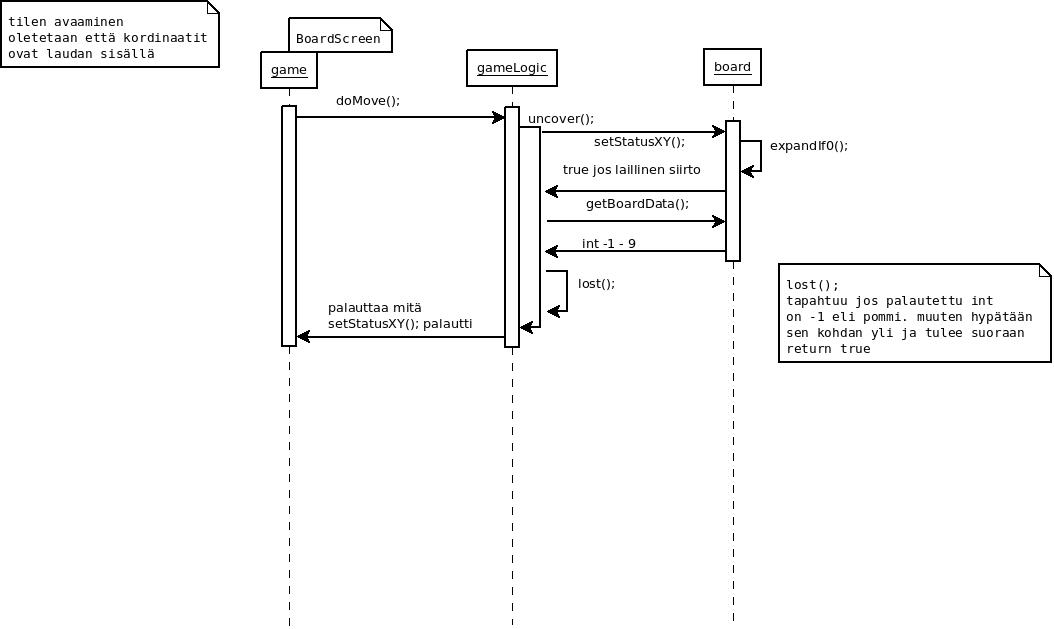 tilen avaaminen
oletetaan että kordinaatit
ovat laudan sisällä
BoardScreen
game
gameLogic
board
doMove();
uncover();
setStatusXY();
expandIf0();
true jos laillinen siirto
getBoardData();
int -1 - 9
lost();
palauttaa mitä
setStatusXY(); palautti
lost();
tapahtuu jos palautettu int
on -1 eli pommi. muuten hypätään
sen kohdan yli ja tulee suoraan
return true